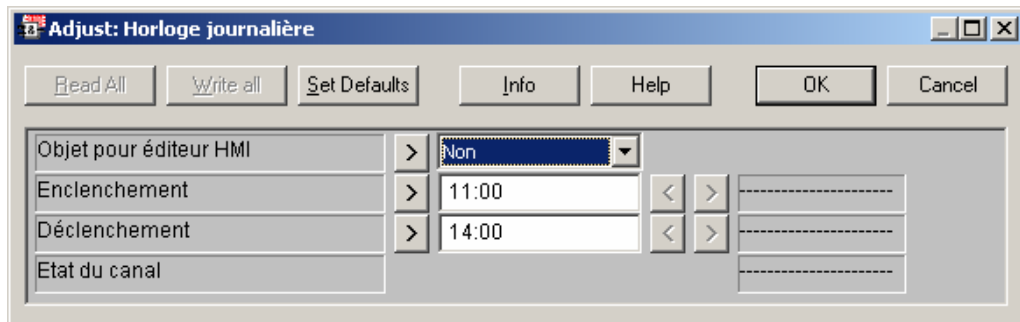 Adjust: Horloge journalière
Read All Write all Set Defaults Info Help OK Cancel
Objet pour éditeur HMI > Non
Enclenchement > 11:00 < > ----------------------
Déclenchement > 14:00 < > ----------------------
Etat du canal ----------------------